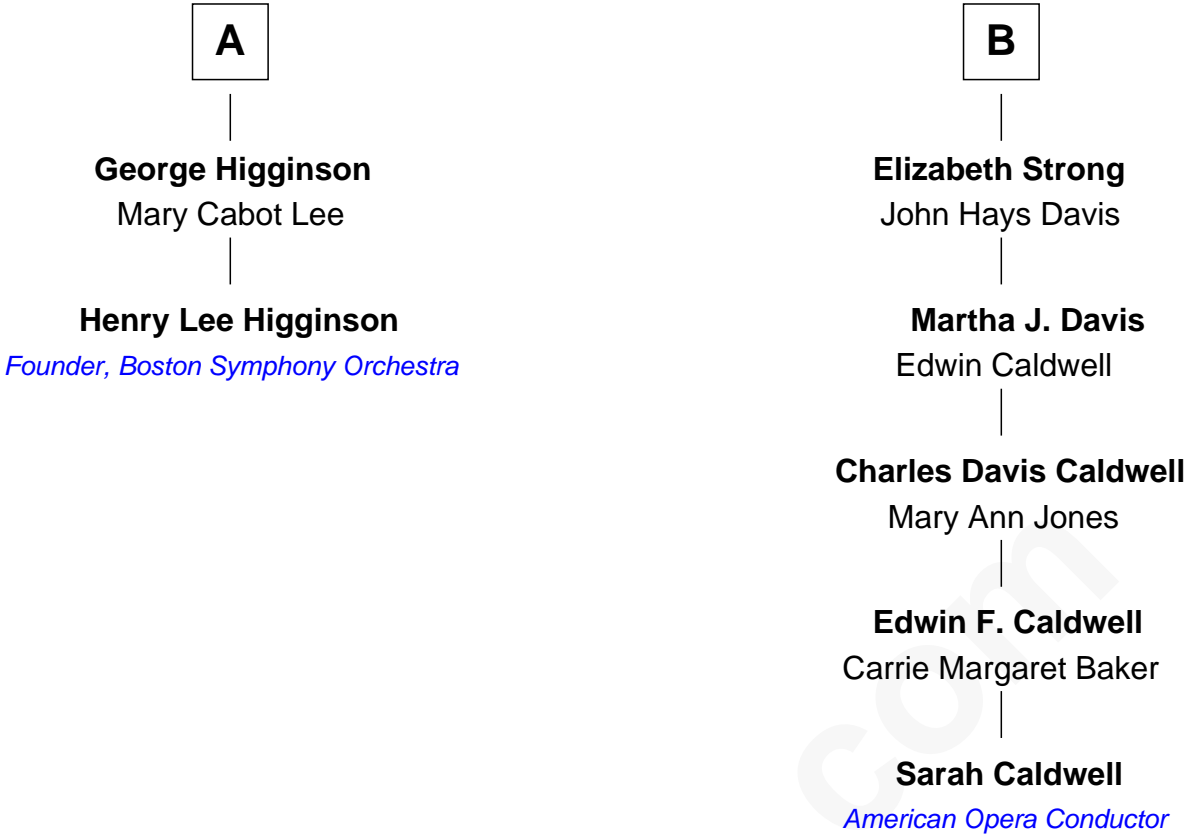 A
George Higginson
Mary Cabot Lee
Henry Lee Higginson
Founder, Boston Symphony Orchestra
B
Elizabeth Strong
John Hays Davis
Martha J. Davis
Edwin Caldwell
Charles Davis Caldwell
Mary Ann Jones
Edwin F. Caldwell
Carrie Margaret Baker
Sarah Caldwell
American Opera Conductor
com